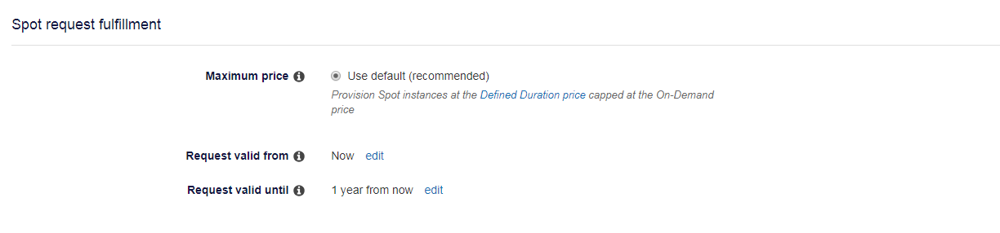 Spot request fulfillment
Maximum price Use default (recommended)
Provision Spot instances at the Defined Duration price capped at the On-Demand
price
Request valid from Now edit
Request valid until 1 year from now edit